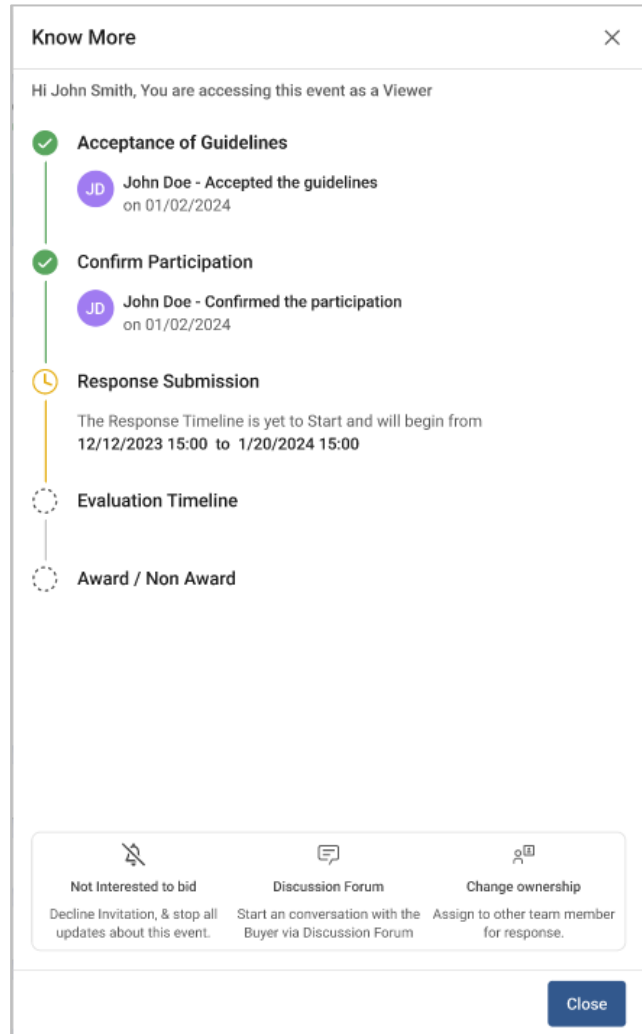 Know More
Hi John Smith, You are accessing this event as a Viewer
Acceptance of Guidelines
JD
John Doe - Accepted the guidelines
on 01/02/2024
Confirm Participation
JD
John Doe - Confirmed the participation
on 01/02/2024
Response Submission
The Response Timeline is yet to Start and will begin from
12/12/2023 15:00 to 1/20/2024 15:00
Evaluation Timeline
Award / Non Award
Not Interested to bid
Decline Invitation, & stop all
updates about this event.
Discussion Forum
Start an conversation with the
Buyer via Discussion Forum
Change ownership
Assign to other team member
for response.
Close